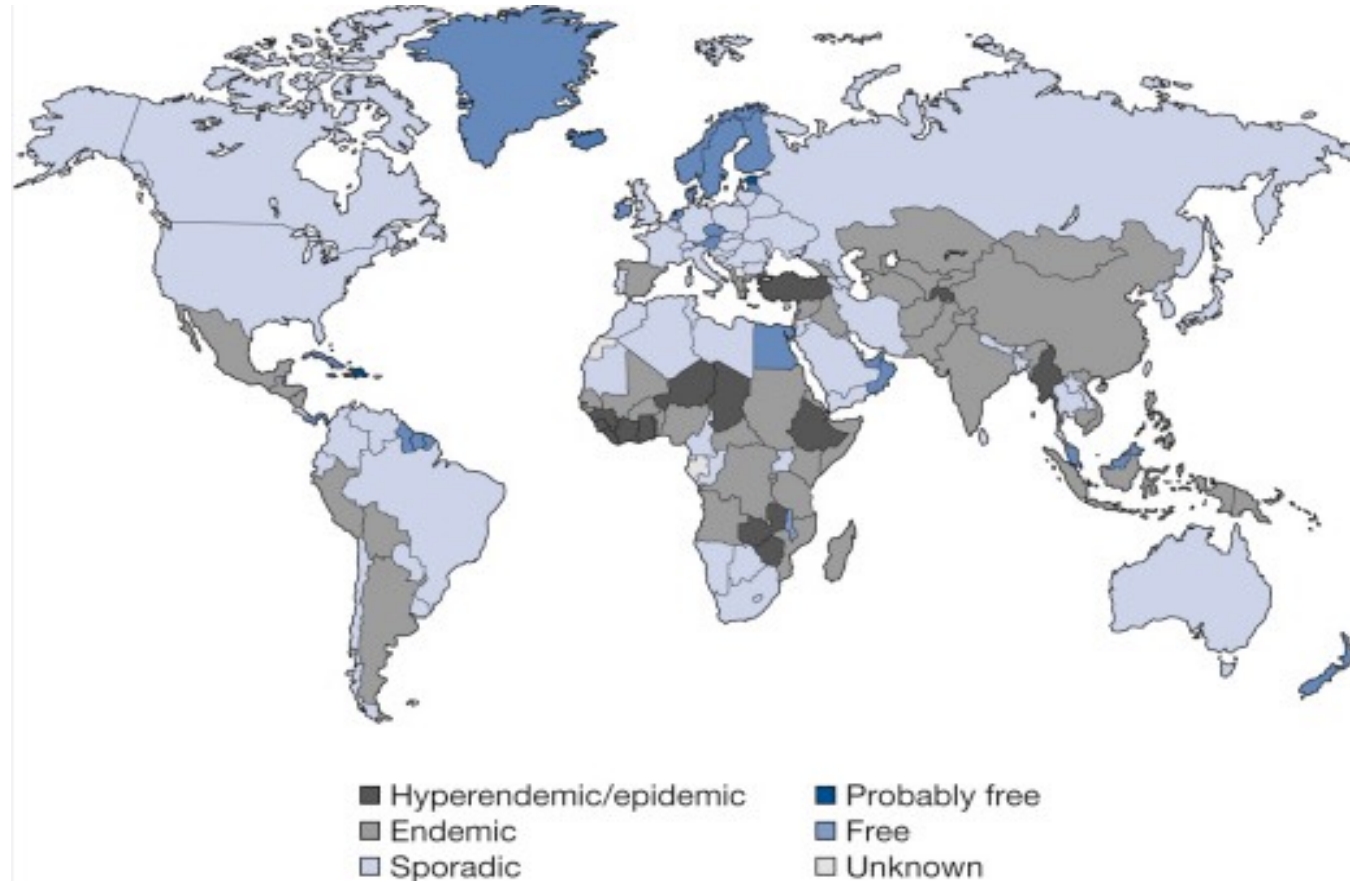 Hyperendemic/epidemic
Endemic
Sporadic
Probably free
Free
Unknown